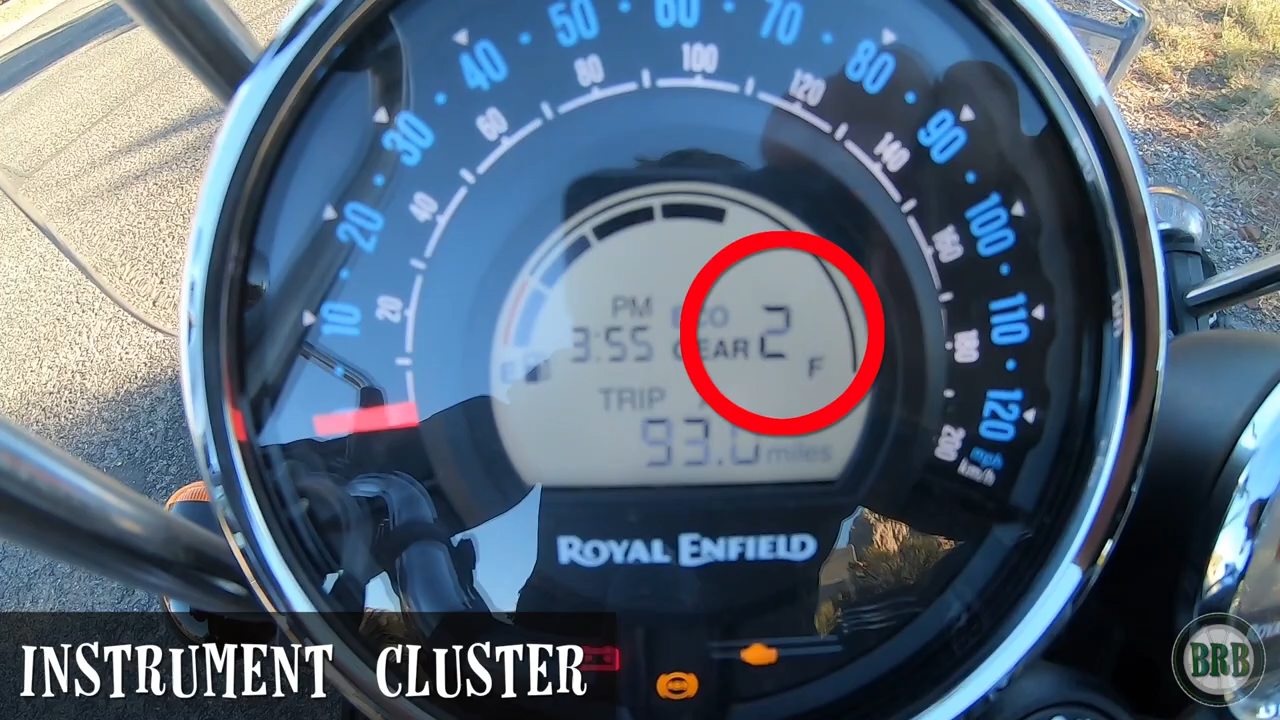 10 20 30 40 50 60 70 80 90 100 110 120
mph
20 40 60 80 100 120 140 160 180 200
km/h
PM ECO
3:55 GEAR 2
E F
TRIP
93.0 miles
ROYAL ENFIELD
INSTRUMENT CLUSTER
ABS
BRB